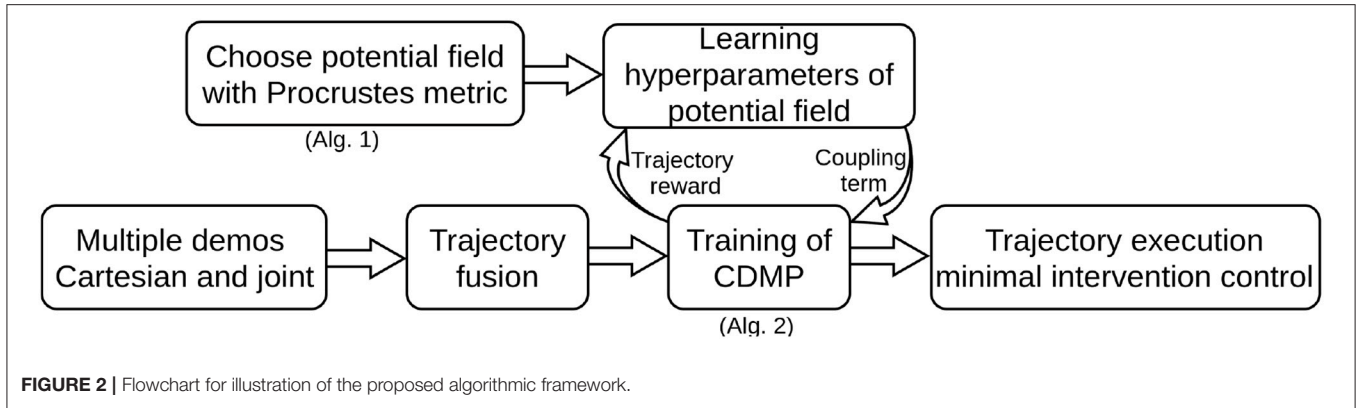 Choose potential field
with Procrustes metric
(Alg. 1)
Learning
hyperparameters of
potential field
Trajectory
reward
Coupling
term
Multiple demos
Cartesian and joint
Trajectory
fusion
Training of
CDMP
(Alg. 2)
Trajectory execution
minimal intervention control
FIGURE 2 | Flowchart for illustration of the proposed algorithmic framework.